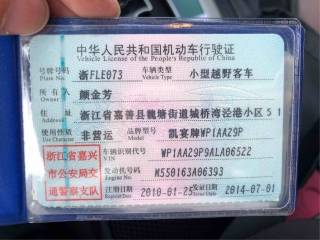 中华人民共和国机动车行驶证
Vehicle License of the People's Republic of China
号牌号码 浙FLE073 车辆类型 小型越野客车
Plate No. Vehicle Type
所有人 颜金芳
Owner
住址 浙江省嘉善县魏塘街道城桥湾泾港小区51
Address
使用性质 非营运 品牌型号 凯宴牌WP1AA29P
Use Character Model
浙江省嘉兴 车辆识别代号 WP1AA29P9ALA06522
VIN
市公安局交 发动机号码 M550163A06393
Engine No.
通警察支队 注册日期 2010-01-25 发证日期 2014-07-01
Register Date Issue Date